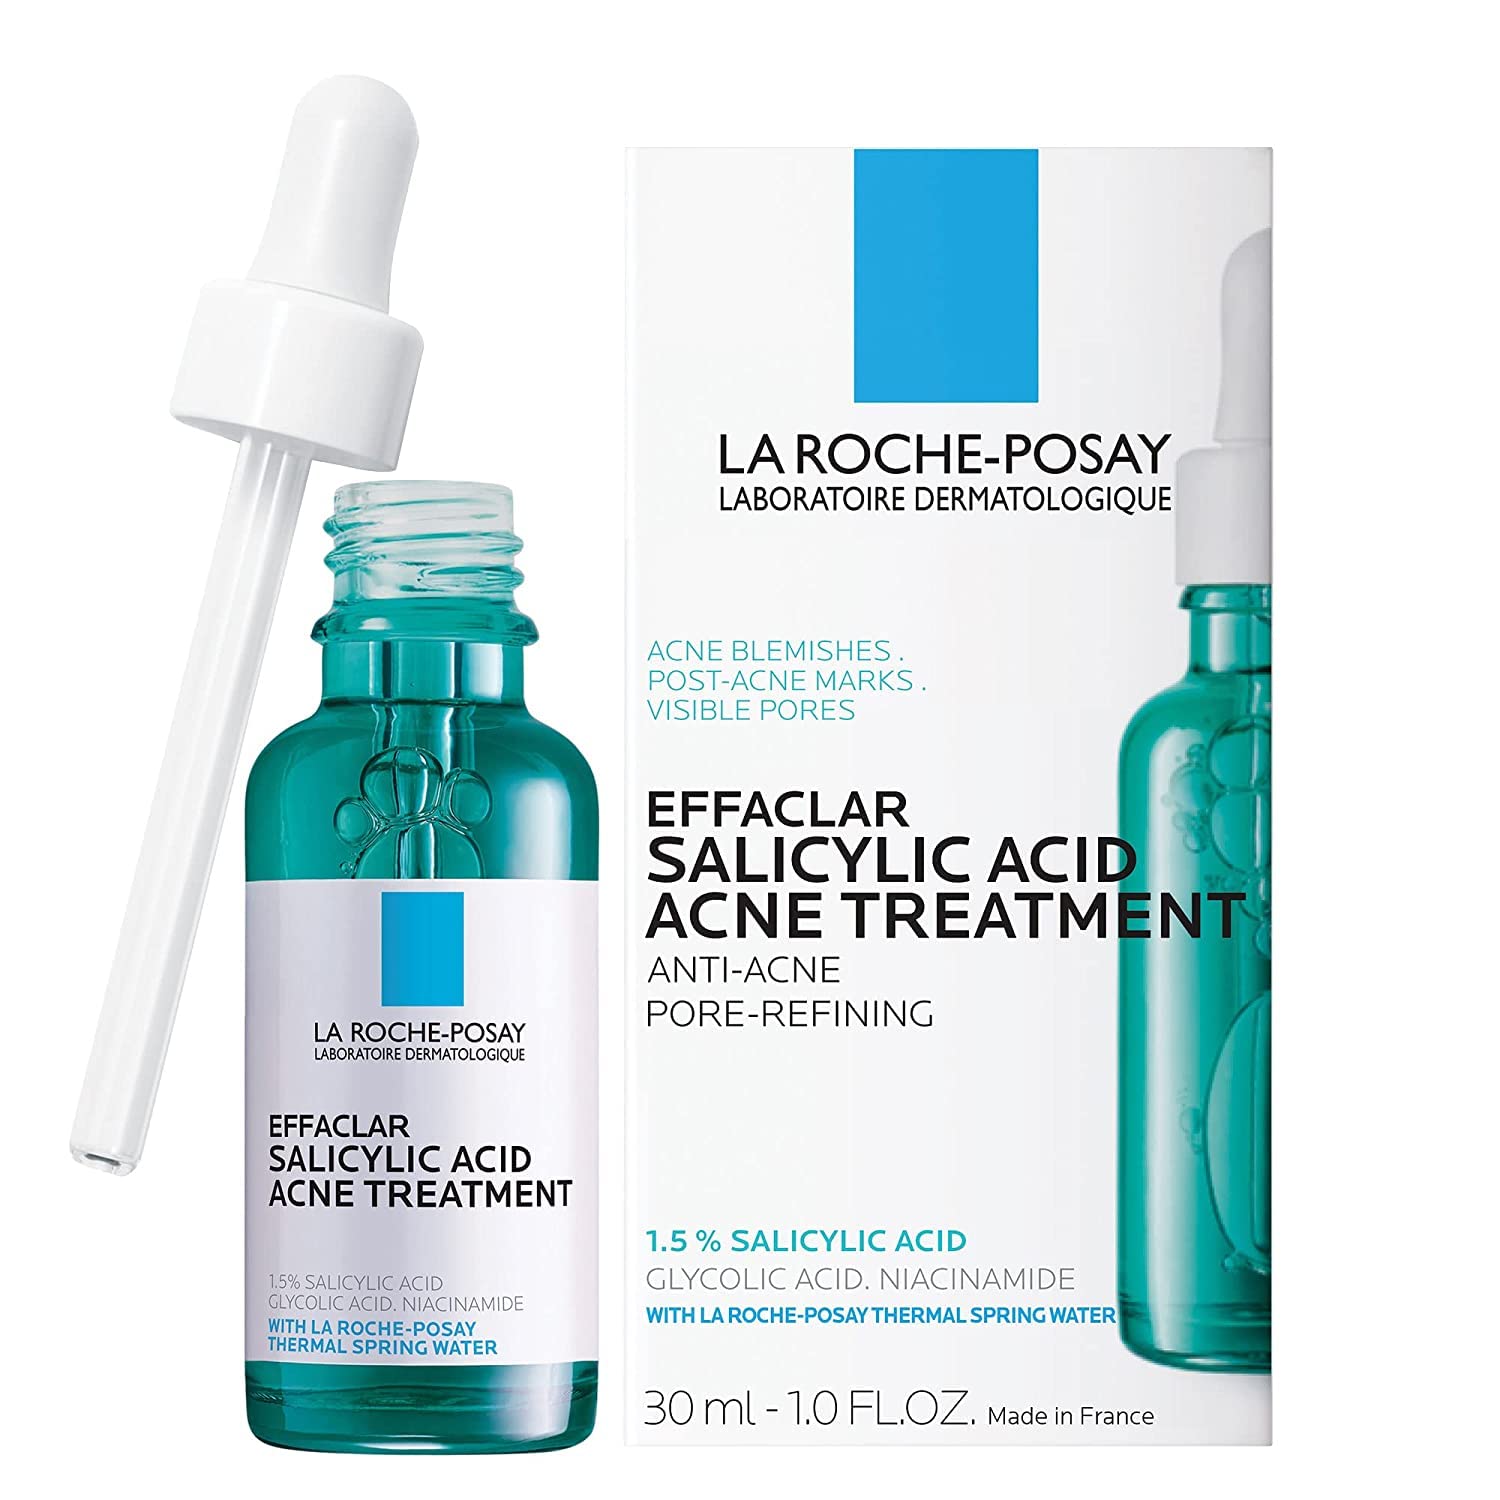 LA ROCHE-POSAY
LABORATOIRE DERMATOLOGIQUE
EFFACLAR
SALICYLIC ACID
ACNE TREATMENT
1.5% SALICYLIC ACID
GLYCOLIC ACID. NIACINAMIDE
WITH LA ROCHE-POSAY
THERMAL SPRING WATER
LA ROCHE-POSAY
LABORATOIRE DERMATOLOGIQUE
ACNE BLEMISHES .
POST-ACNE MARKS .
VISIBLE PORES
EFFACLAR
SALICYLIC ACID
ACNE TREATMENT
ANTI-ACNE
PORE-REFINING
1.5 % SALICYLIC ACID
GLYCOLIC ACID. NIACINAMIDE
WITH LA ROCHE-POSAY THERMAL SPRING WATER
30 ml - 1.0 FL.OZ. Made in France